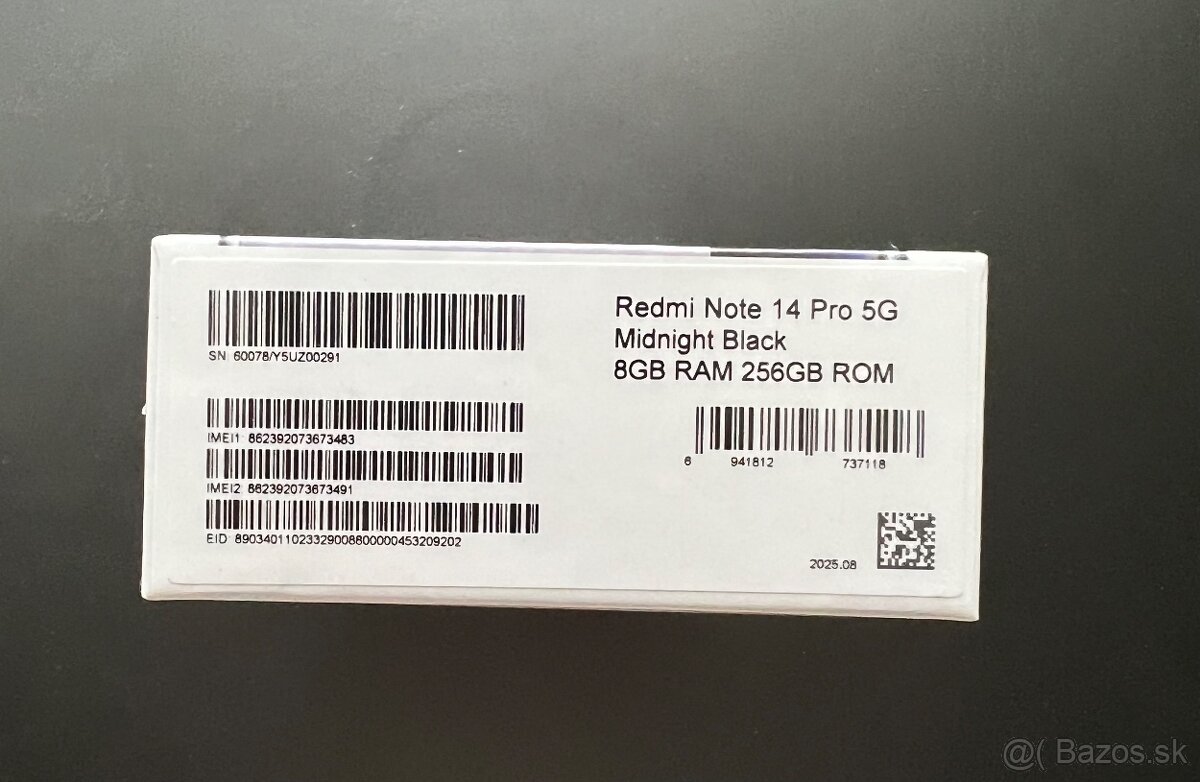 SN: 60078/Y5UZ00291
IMEI1: 862392073673483
IMEI2: 862392073673491
EID: 89034011023329008800000453209202
Redmi Note 14 Pro 5G
Midnight Black
8GB RAM 256GB ROM
6 941812 737118
2025.08
@( Bazos.sk